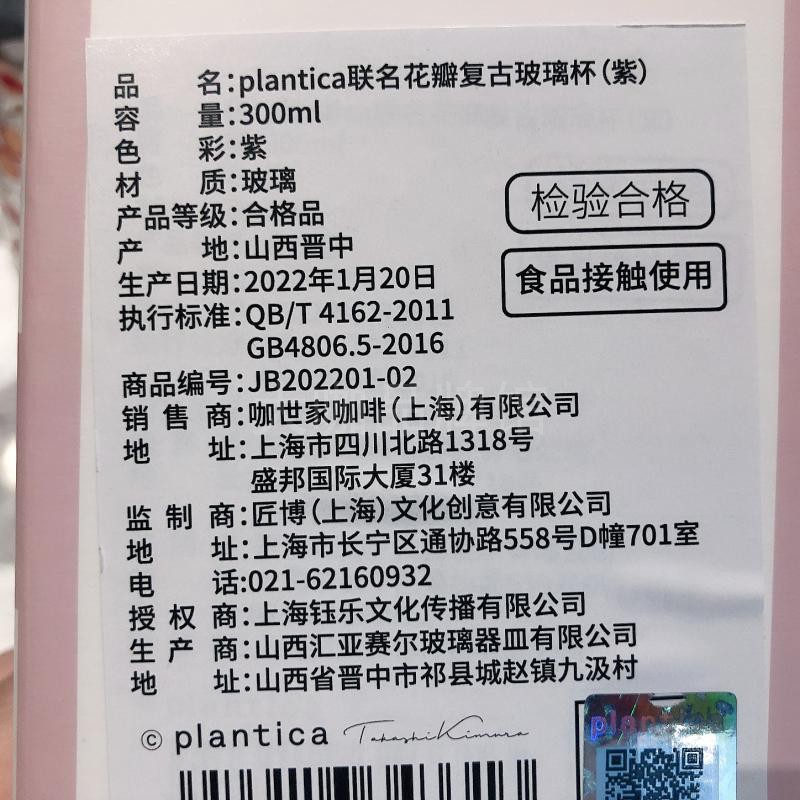 品 名:plantica联名花瓣复古玻璃杯(紫)
容 量:300ml
色 彩:紫
材 质:玻璃
产品等级:合格品
产 地:山西晋中
生产日期:2022年1月20日
执行标准:QB/T 4162-2011
GB4806.5-2016
商品编号:JB202201-02
销 售 商:咖世家咖啡(上海)有限公司
地 址:上海市四川北路1318号
盛邦国际大厦31楼
监 制 商:匠博(上海)文化创意有限公司
地 址:上海市长宁区通协路558号D幢701室
电 话:021-62160932
授 权 商:上海钰乐文化传播有限公司
生 产 商:山西汇亚赛尔玻璃器皿有限公司
地 址:山西省晋中市祁县城赵镇九汲村
检验合格
食品接触使用
© plantica Takashi Kimura
plantica